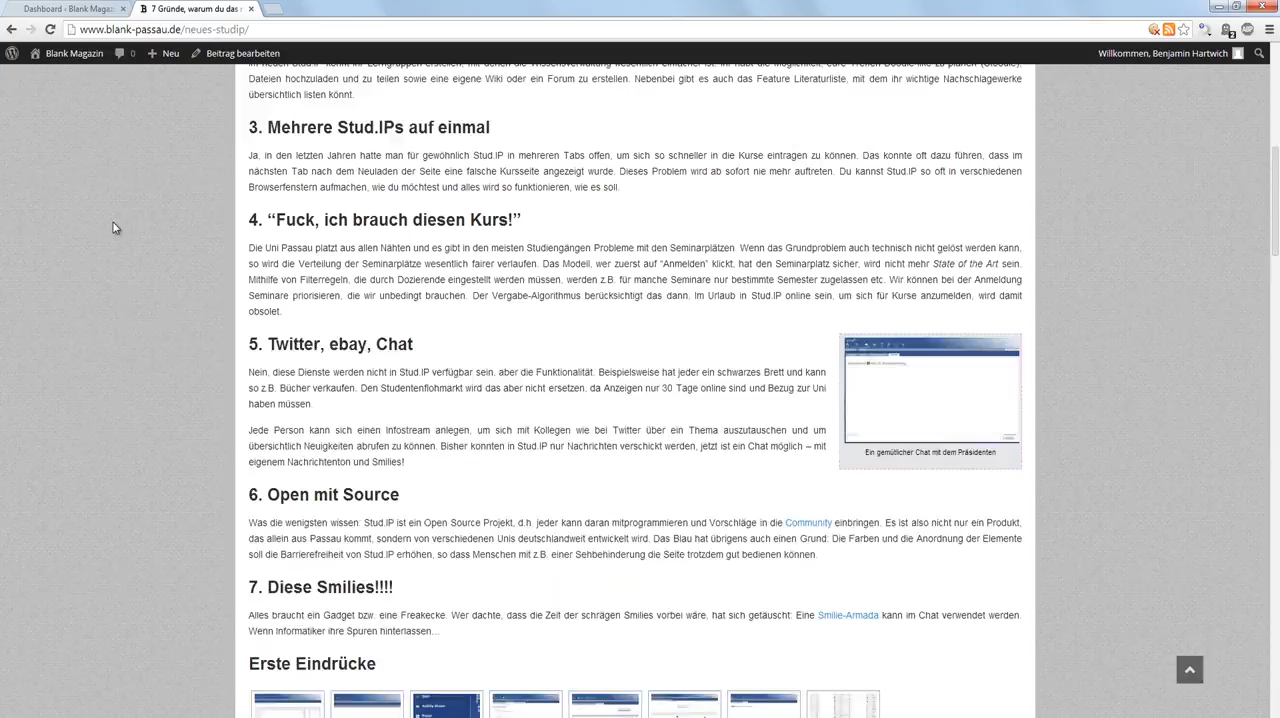 Dashboard ‹ Blank Magaz
7 Gründe, warum du das n
www.blank-passau.de/neues-studip/
Blank Magazin 0 Neu Beitrag bearbeiten Willkommen, Benjamin Hartwich
Dateien hochzuladen und zu teilen sowie eine eigene Wiki oder ein Forum zu erstellen. Nebenbei gibt es auch das Feature Literaturliste, mit dem ihr wichtige Nachschlagewerke
übersichtlich listen könnt.
3. Mehrere Stud.IPs auf einmal
Ja, in den letzten Jahren hatte man für gewöhnlich Stud.IP in mehreren Tabs offen, um sich so schneller in die Kurse eintragen zu können. Das konnte oft dazu führen, dass im
nächsten Tab nach dem Neuladen der Seite eine falsche Kursseite angezeigt wurde. Dieses Problem wird ab sofort nie mehr auftreten. Du kannst Stud.IP so oft in verschiedenen
Browserfenstern aufmachen, wie du möchtest und alles wird so funktionieren, wie es soll.
4. “Fuck, ich brauch diesen Kurs!”
Die Uni Passau platzt aus allen Nähten und es gibt in den meisten Studiengängen Probleme mit den Seminarplätzen. Wenn das Grundproblem auch technisch nicht gelöst werden kann,
so wird die Verteilung der Seminarplätze wesentlich fairer verlaufen. Das Modell, wer zuerst auf “Anmelden” klickt, hat den Seminarplatz sicher, wird nicht mehr State of the Art sein.
Mithilfe von Filterregeln, die durch Dozierende eingestellt werden müssen, werden z.B. für manche Seminare nur bestimmte Semester zugelassen etc. Wir können bei der Anmeldung
Seminare priorisieren, die wir unbedingt brauchen. Der Vergabe-Algorithmus berücksichtigt das dann. Im Urlaub in Stud.IP online sein, um sich für Kurse anzumelden, wird damit
obsolet.
5. Twitter, ebay, Chat
Nein, diese Dienste werden nicht in Stud.IP verfügbar sein, aber die Funktionalität. Beispielsweise hat jeder ein schwarzes Brett und kann
so z.B. Bücher verkaufen. Den Studentenflohmarkt wird das aber nicht ersetzen, da Anzeigen nur 30 Tage online sind und Bezug zur Uni
haben müssen.
Jede Person kann sich einen Infostream anlegen, um sich mit Kollegen wie bei Twitter über ein Thema auszutauschen und um
übersichtlich Neuigkeiten abrufen zu können. Bisher konnten in Stud.IP nur Nachrichten verschickt werden, jetzt ist ein Chat möglich – mit
eigenem Nachrichtenton und Smilies!
Ein gemütlicher Chat mit dem Präsidenten
6. Open mit Source
Was die wenigsten wissen: Stud.IP ist ein Open Source Projekt, d.h. jeder kann daran mitprogrammieren und Vorschläge in die Community einbringen. Es ist also nicht nur ein Produkt,
das allein aus Passau kommt, sondern von verschiedenen Unis deutschlandweit entwickelt wird. Das Blau hat übrigens auch einen Grund: Die Farben und die Anordnung der Elemente
soll die Barrierefreiheit von Stud.IP erhöhen, so dass Menschen mit z.B. einer Sehbehinderung die Seite trotzdem gut bedienen können.
7. Diese Smilies!!!!
Alles braucht ein Gadget bzw. eine Freakecke. Wer dachte, dass die Zeit der schrägen Smilies vorbei wäre, hat sich getäuscht: Eine Smilie-Armada kann im Chat verwendet werden.
Wenn Informatiker ihre Spuren hinterlassen…
Erste Eindrücke